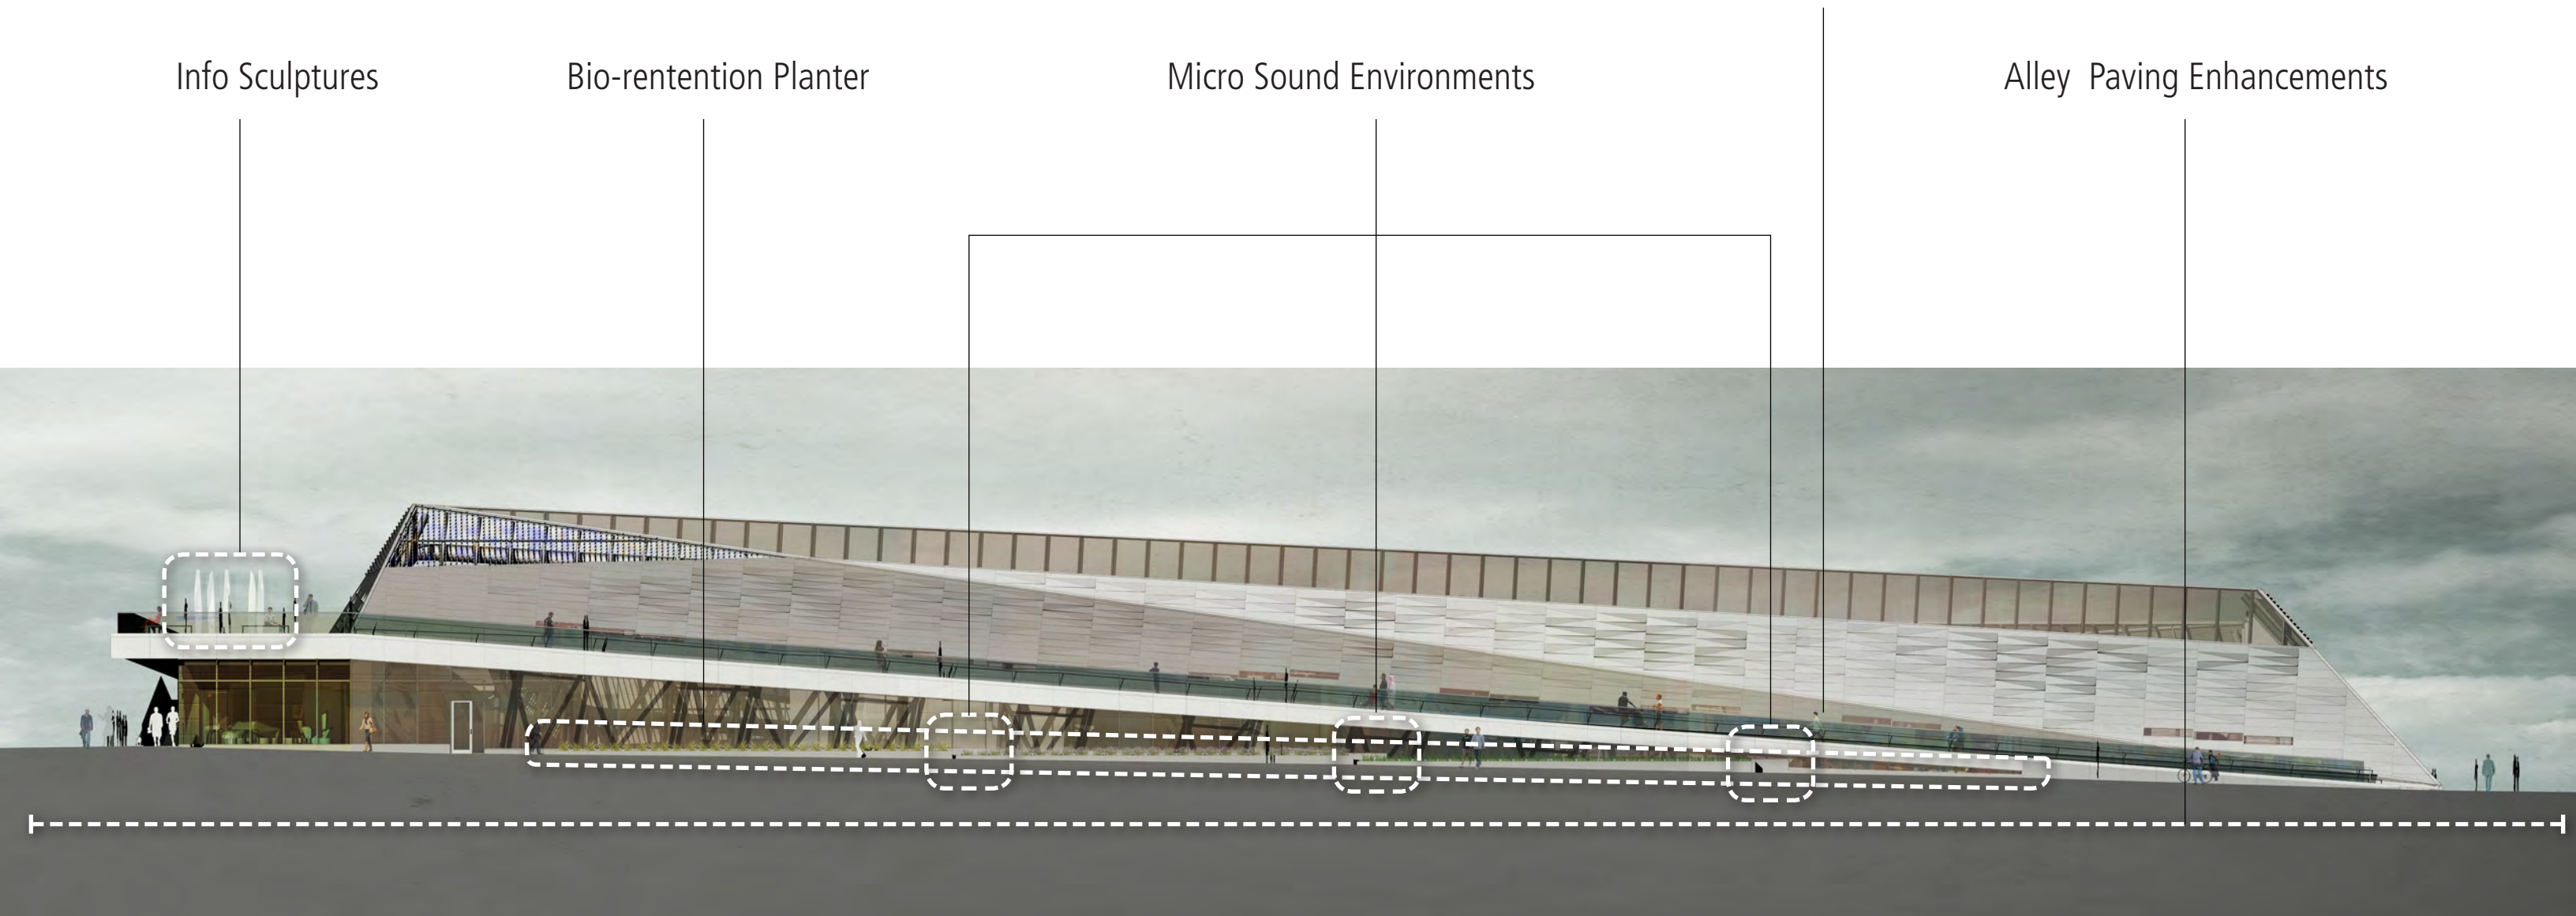 Info Sculptures
Bio-rentention Planter
Micro Sound Environments
Alley  Paving Enhancements